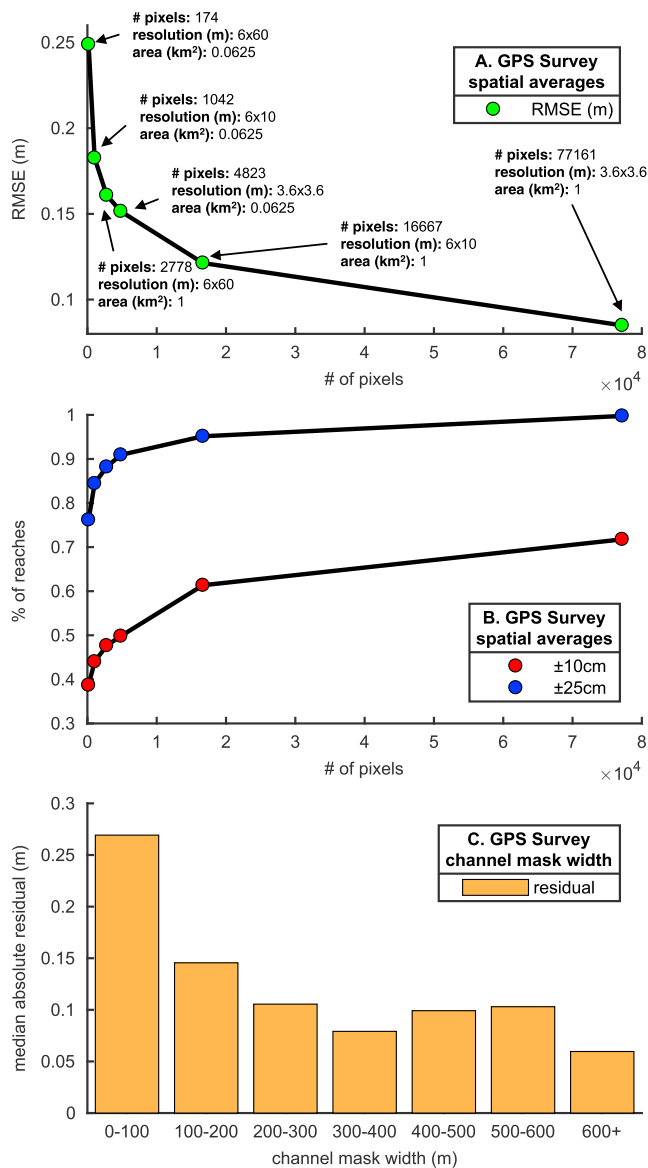 # pixels: 174
resolution (m): 6x60
area (km²): 0.0625
# pixels: 1042
resolution (m): 6x10
area (km²): 0.0625
# pixels: 4823
resolution (m): 3.6x3.6
area (km²): 0.0625
# pixels: 2778
resolution (m): 6x60
area (km²): 1
# pixels: 16667
resolution (m): 6x10
area (km²): 1
# pixels: 77161
resolution (m): 3.6x3.6
area (km²): 1
A. GPS Survey
spatial averages
RMSE (m)
RMSE (m)
0.25
0.2
0.15
0.1
0 1 2 3 4 5 6 7 8
# of pixels
×10⁴
% of reaches
1
0.9
0.8
0.7
0.6
0.5
0.4
0.3
B. GPS Survey
spatial averages
±10cm
±25cm
0 1 2 3 4 5 6 7 8
# of pixels
×10⁴
median absolute residual (m)
0.3
0.25
0.2
0.15
0.1
0.05
0
C. GPS Survey
channel mask width
residual
0-100 100-200 200-300 300-400 400-500 500-600 600+
channel mask width (m)